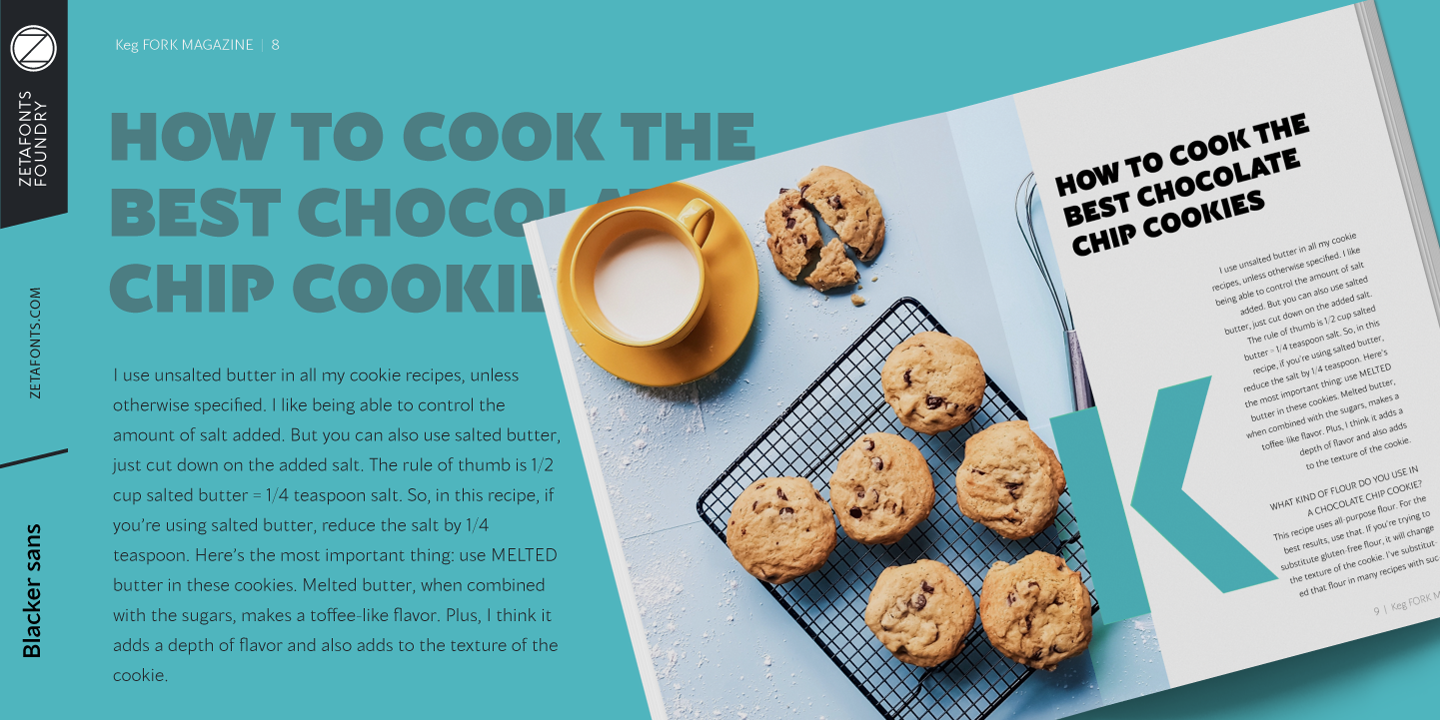 ZETAFONTS
FOUNDRY
ZETAFONTS.COM
Blacker sans
Keg FORK MAGAZINE | 8
HOW TO COOK THE
BEST CHOCOLA
CHIP COOKIE
I use unsalted butter in all my cookie recipes, unless
otherwise specified. I like being able to control the
amount of salt added. But you can also use salted butter,
just cut down on the added salt. The rule of thumb is 1/2
cup salted butter = 1/4 teaspoon salt. So, in this recipe, if
you’re using salted butter, reduce the salt by 1/4
teaspoon. Here’s the most important thing: use MELTED
butter in these cookies. Melted butter, when combined
with the sugars, makes a toffee-like flavor. Plus, I think it
adds a depth of flavor and also adds to the texture of the
cookie.
HOW TO COOK THE
BEST CHOCOLATE
CHIP COOKIES
I use unsalted butter in all my cookie
recipes, unless otherwise specified. I like
being able to control the amount of salt
added. But you can also use salted
butter, just cut down on the added salt.
The rule of thumb is 1/2 cup salted
butter = 1/4 teaspoon salt. So, in this
recipe, if you’re using salted butter,
reduce the salt by 1/4 teaspoon. Here’s
the most important thing: use MELTED
butter in these cookies. Melted butter,
when combined with the sugars, makes a
toffee-like flavor. Plus, I think it adds a
depth of flavor and also adds
to the texture of the cookie.
WHAT KIND OF FLOUR DO YOU USE IN
A CHOCOLATE CHIP COOKIE?
This recipe uses all-purpose flour. For the
best results, use that. If you’re trying to
substitute gluten free flour, it will change
the texture of the cookie. I’ve substitut-
ed that flour in many recipes with suc
k
9 | Keg FORK M